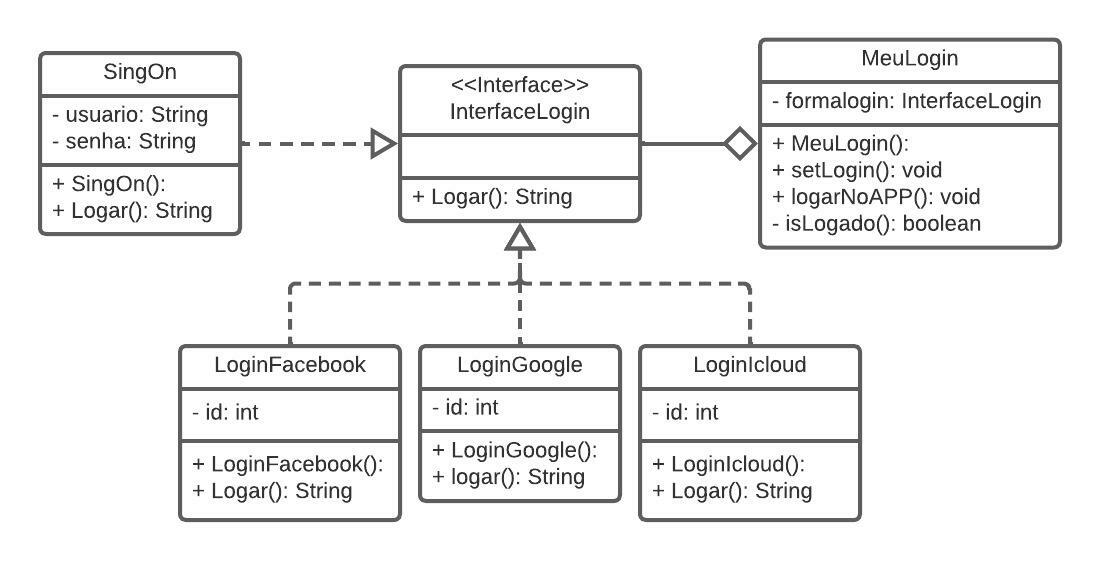 SingOn
- usuario: String
- senha: String
+ SingOn():
+ Logar(): String
<<Interface>>
InterfaceLogin
+ Logar(): String
MeuLogin
- formalogin: InterfaceLogin
+ MeuLogin():
+ setLogin(): void
+ logarNoAPP(): void
- isLogado(): boolean
LoginFacebook
- id: int
+ LoginFacebook():
+ Logar(): String
LoginGoogle
- id: int
+ LoginGoogle():
+ logar(): String
LoginIcloud
- id: int
+ LoginIcloud():
+ Logar(): String